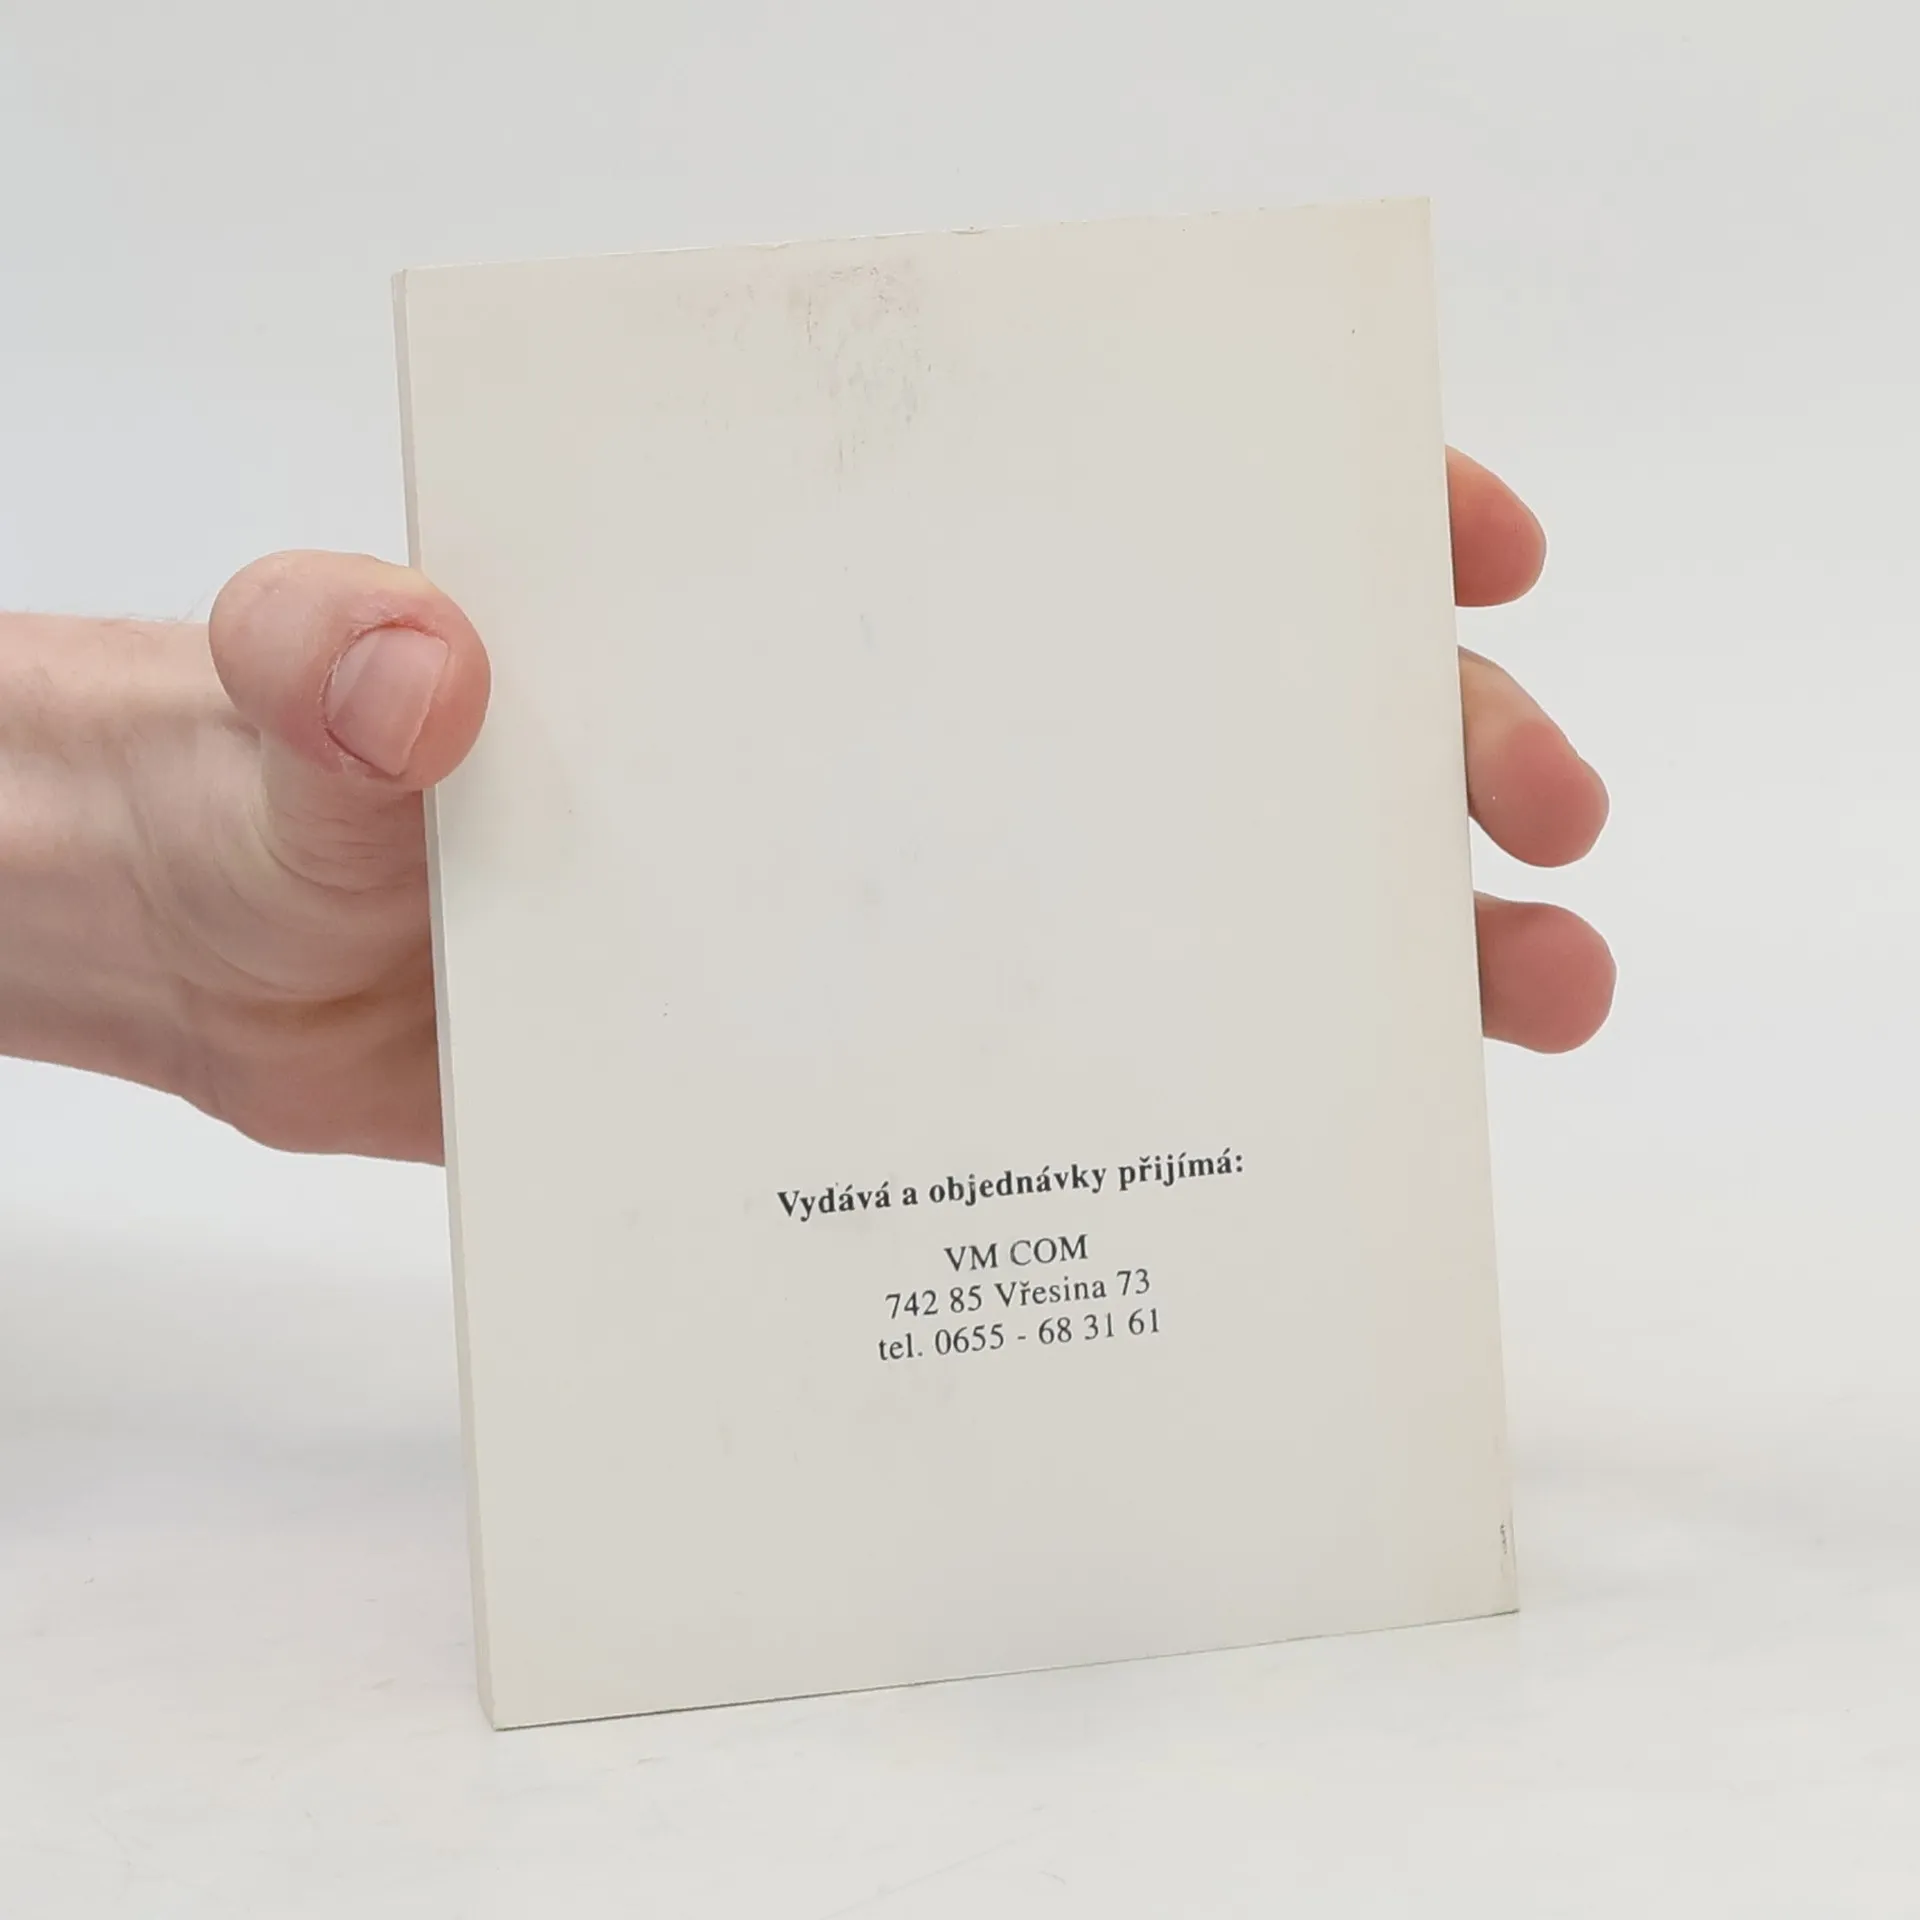 Vydává a objednávky přijímá:
VM COM
742 85 Vřesina 73
tel. 0655 - 68 31 61